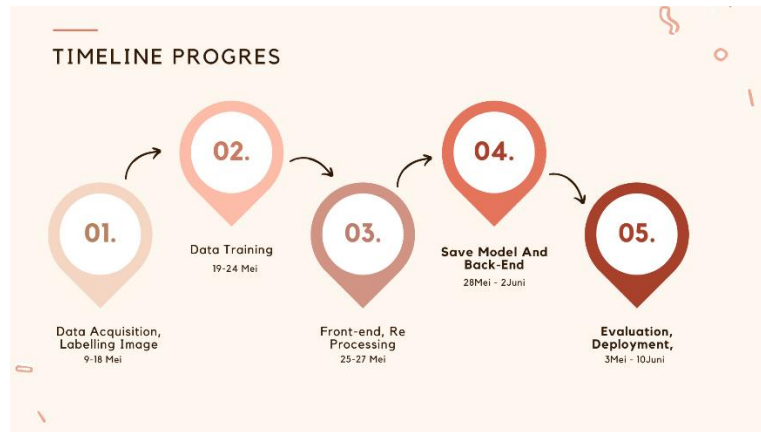 TIMELINE PROGRES
01.
Data Acquisition,
Labelling Image
9-18 Mei
02.
Data Training
19-24 Mei
03.
Front-end, Re
Processing
25-27 Mei
04.
Save Model And
Back-End
28Mei - 2Juni
05.
Evaluation,
Deployment,
3Mei - 10Juni